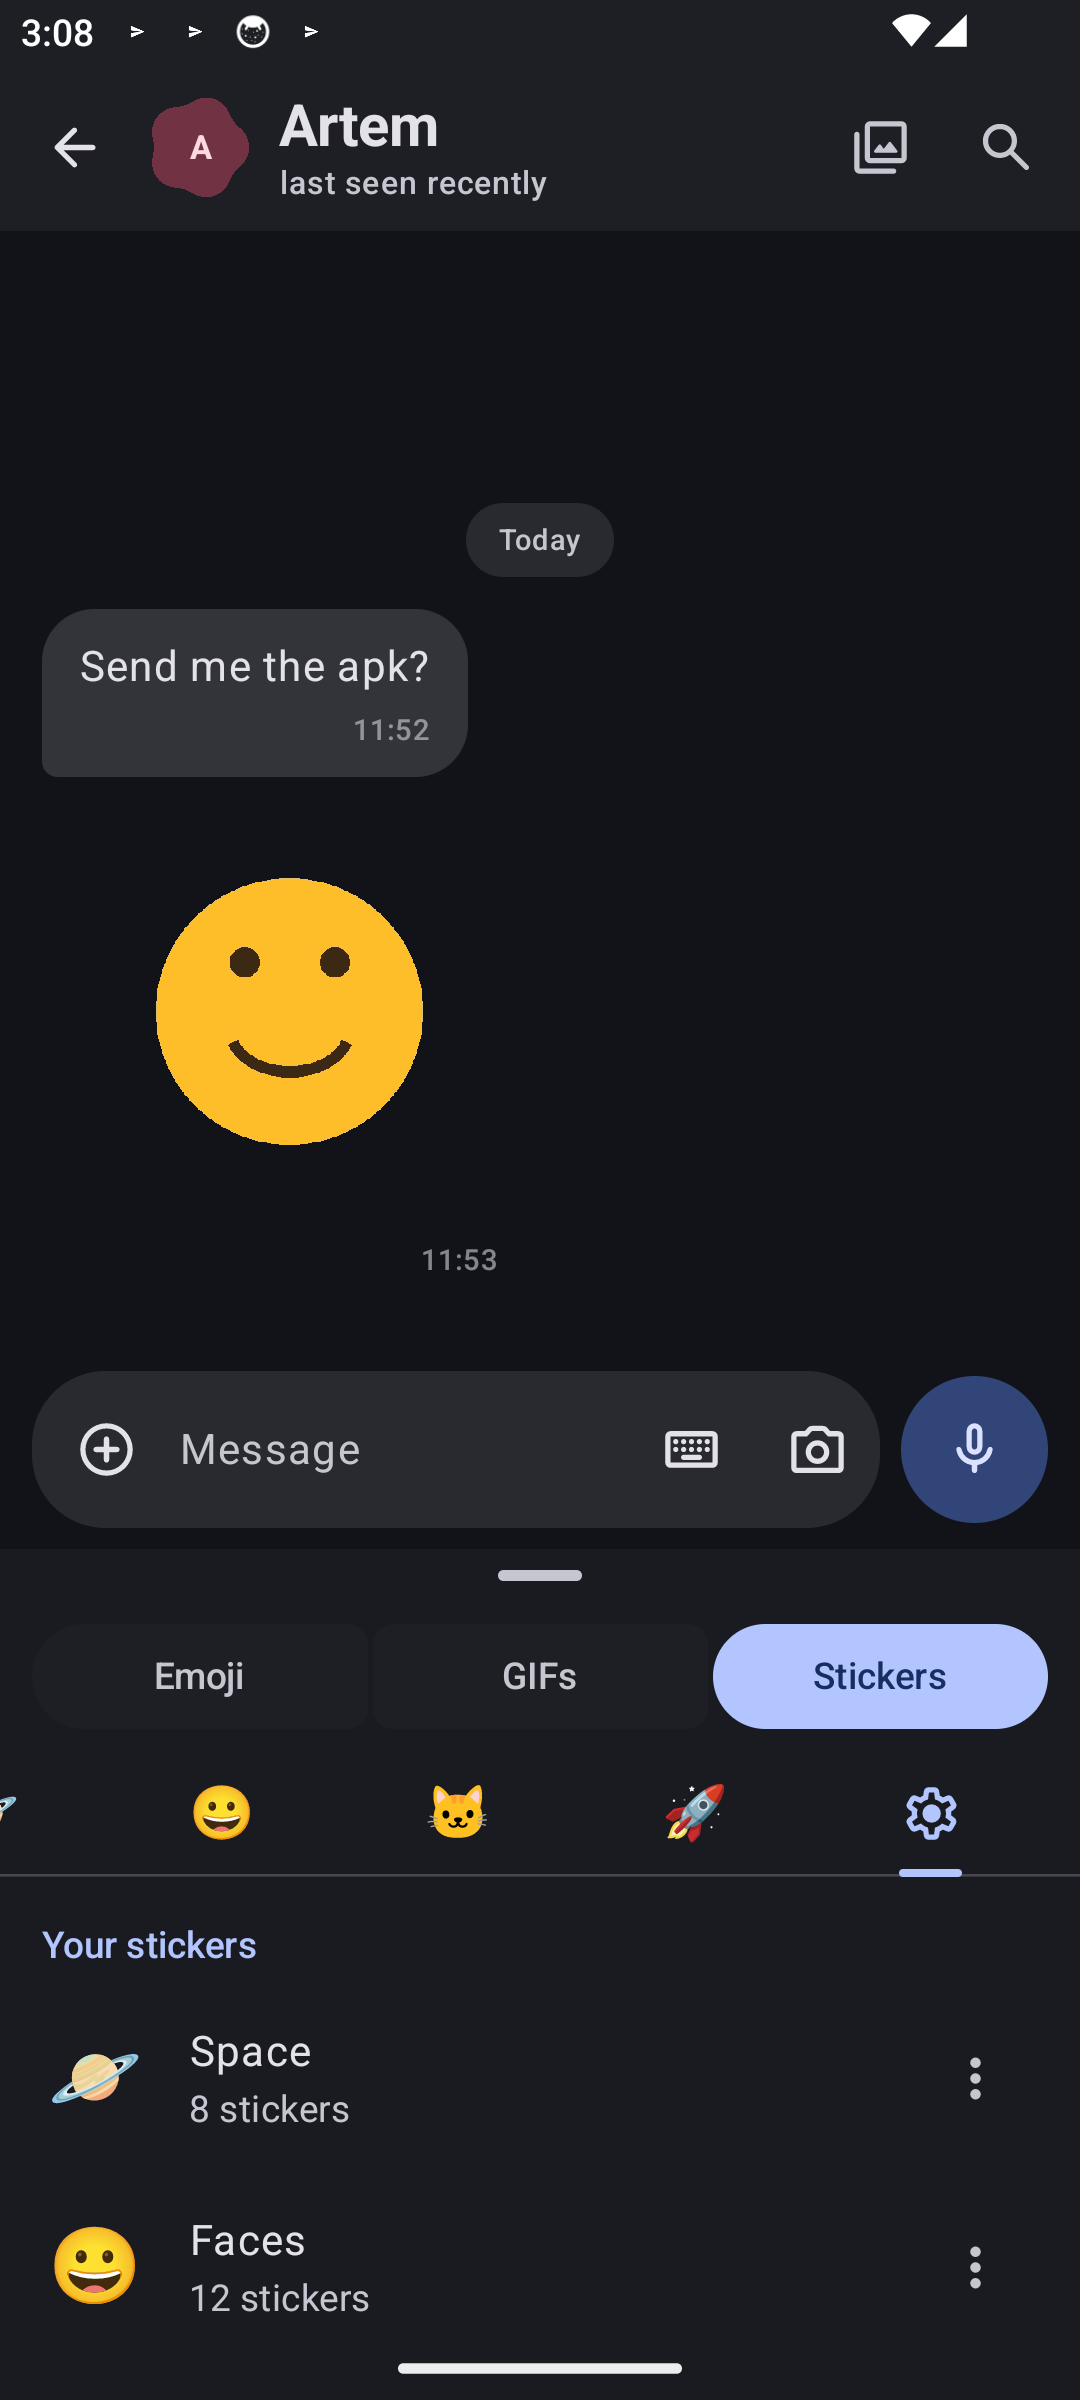 3:08
A
Artem
last seen recently
Today
Send me the apk?
11:52
11:53
Message
Emoji
GIFs
Stickers
Your stickers
Space
8 stickers
Faces
12 stickers